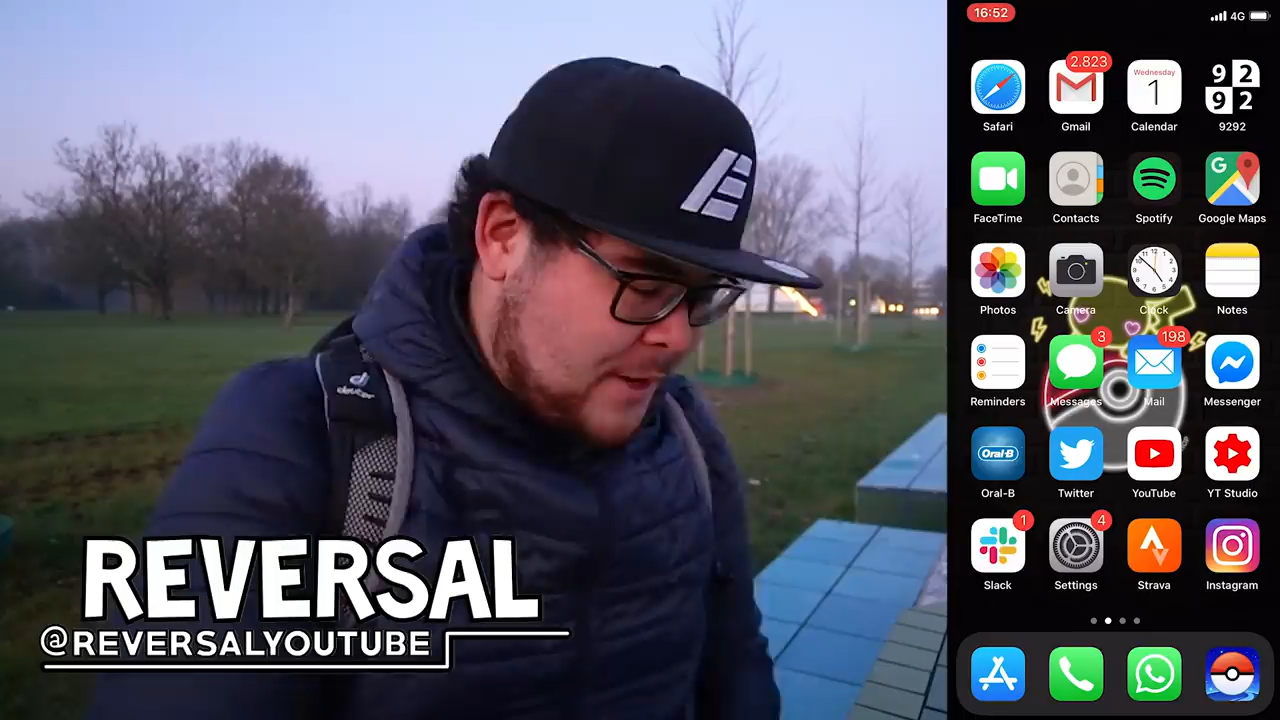 REVERSAL
@REVERSALYOUTUBE
deuter
16:52
4G
2.823
Wednesday
1
9 2
9 2
Safari
Gmail
Calendar
9292
FaceTime
Contacts
Spotify
Google Maps
Photos
Camera
Clock
Notes
3
198
Reminders
Messages
Mail
Messenger
Oral-B
Oral-B
Twitter
YouTube
YT Studio
1
4
Slack
Settings
Strava
Instagram